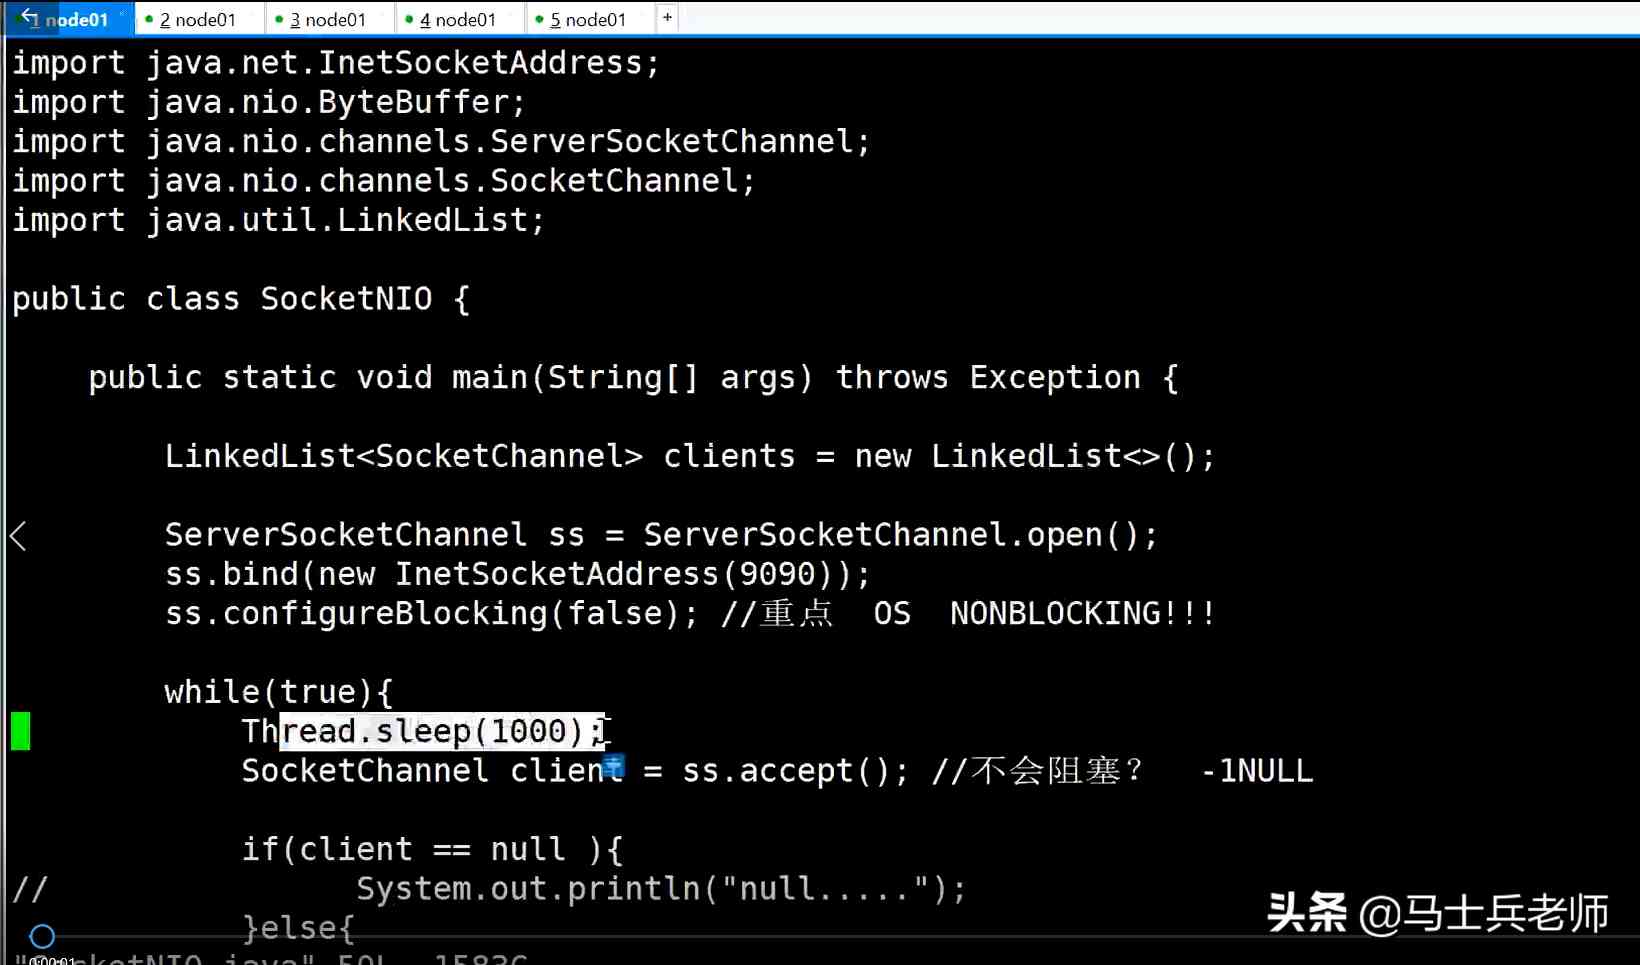 1 node01 2 node01 3 node01 4 node01 5 node01 +
import java.net.InetSocketAddress;
import java.nio.ByteBuffer;
import java.nio.channels.ServerSocketChannel;
import java.nio.channels.SocketChannel;
import java.util.LinkedList;
public class SocketNIO {
public static void main(String[] args) throws Exception {
LinkedList<SocketChannel> clients = new LinkedList<>();
ServerSocketChannel ss = ServerSocketChannel.open();
ss.bind(new InetSocketAddress(9090));
ss.configureBlocking(false); //重点 OS NONBLOCKING!!!
while(true){
Thread.sleep(1000);
SocketChannel client = ss.accept(); //不会阻塞? -1NULL
if(client == null ){
// System.out.println("null.....");
}else{
头条 @马士兵老师
0:00:01
"SocketNIO.java" 50L, 1583C